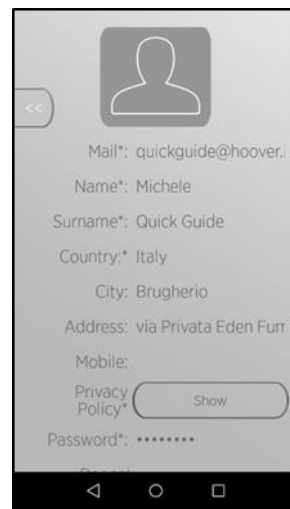 <<
Mail*: quickguide@hoover.
Name*: Michele
Surname*: Quick Guide
Country:* Italy
City: Brugherio
Address: via Privata Eden Fum
Mobile:
Privacy
Policy*
Show
Password*: ••••••••